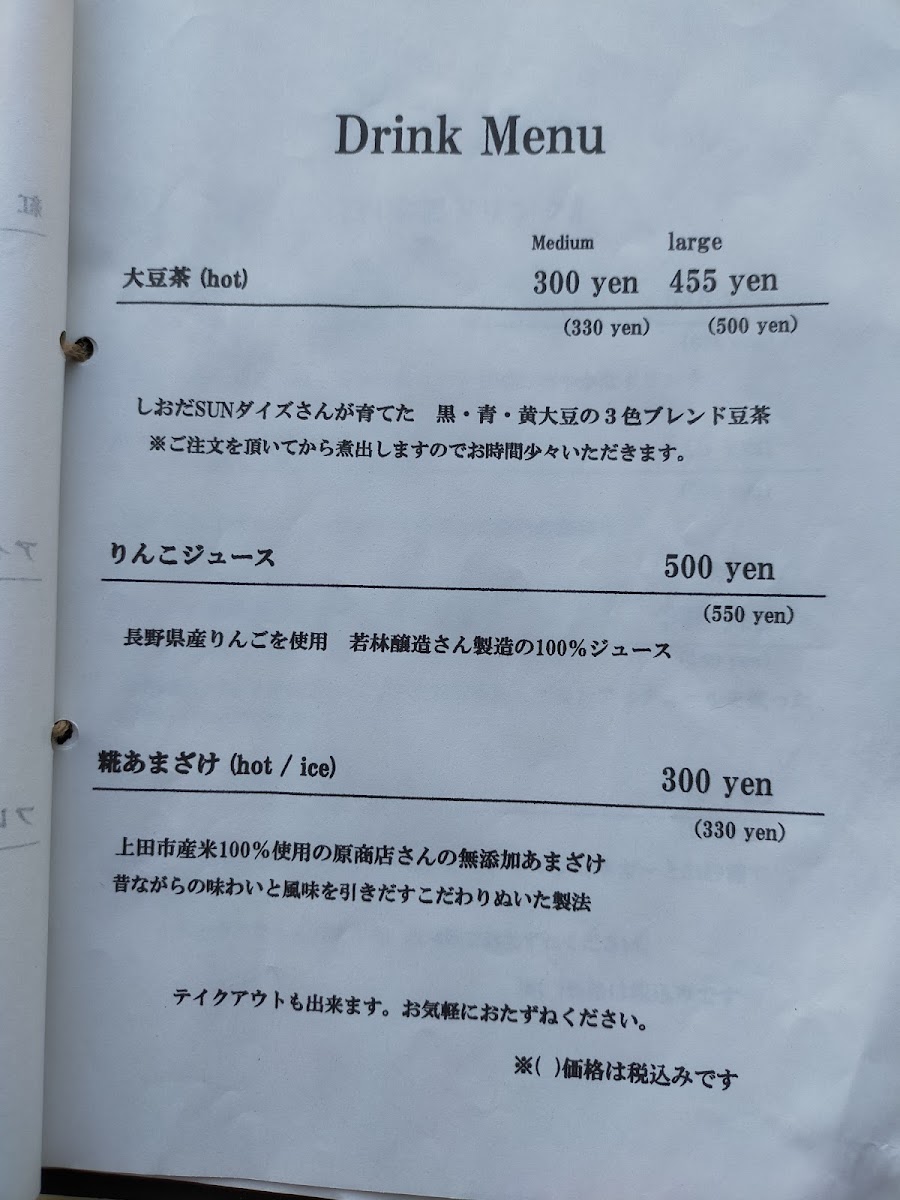 Drink Menu
Medium large
大豆茶 (hot) 300 yen 455 yen
(330 yen) (500 yen)
しおだSUNダイズさんが育てた 黒・青・黄大豆の3色ブレンド豆茶
※ご注文を頂いてから煮出しますのでお時間少々いただきます。
りんこジュース 500 yen
(550 yen)
長野県産りんごを使用 若林醸造さん製造の100%ジュース
糀あまざけ (hot / ice) 300 yen
(330 yen)
上田市産米100%使用の原商店さんの無添加あまざけ
昔ながらの味わいと風味を引きだすこだわりぬいた製法
テイクアウトも出来ます。お気軽におたずねください。
※( )価格は税込みです